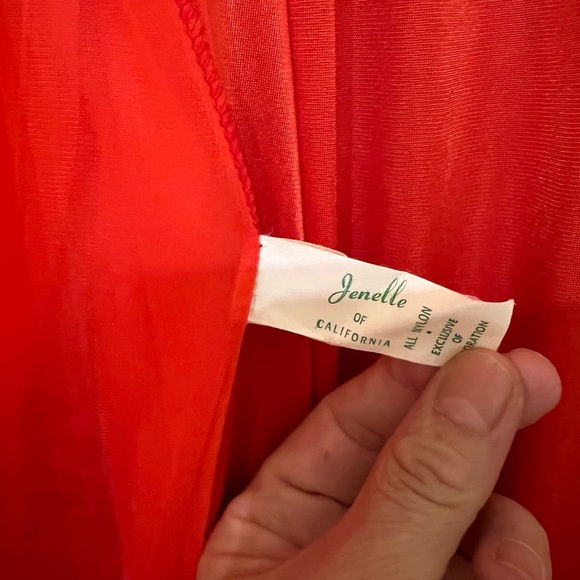 Jenelle
OF
CALIFORNIA
ALL NYLON
•
EXCLUSIVE
OF